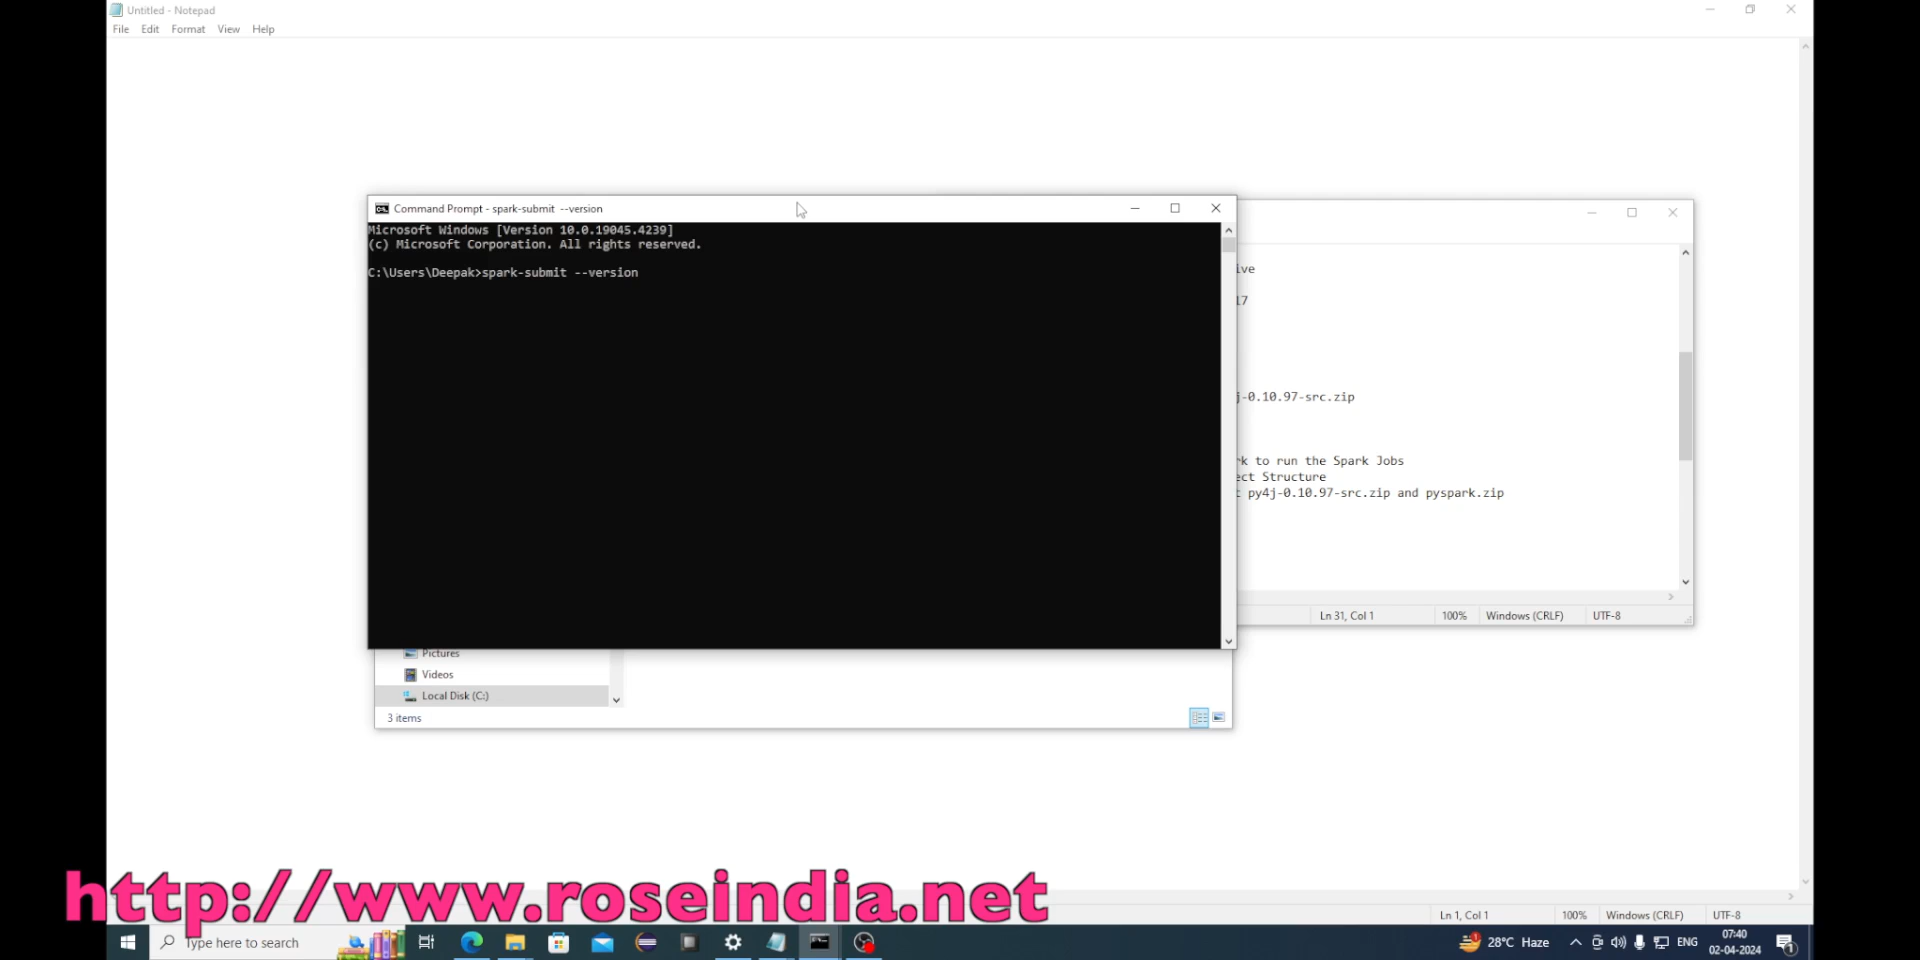 Untitled - Notepad
File Edit Format View Help
Command Prompt - spark-submit --version
Microsoft Windows [Version 10.0.19045.4239]
(c) Microsoft Corporation. All rights reserved.
C:\Users\Deepak>spark-submit --version
ive
17
j-0.10.97-src.zip
rk to run the Spark Jobs
ect Structure
t py4j-0.10.97-src.zip and pyspark.zip
Ln 31, Col 1 100% Windows (CRLF) UTF-8
Pictures
Videos
Local Disk (C:)
3 items
http://www.roseindia.net
Ln 1, Col 1 100% Windows (CRLF) UTF-8
Type here to search
28°C Haze
ENG
07:40
02-04-2024